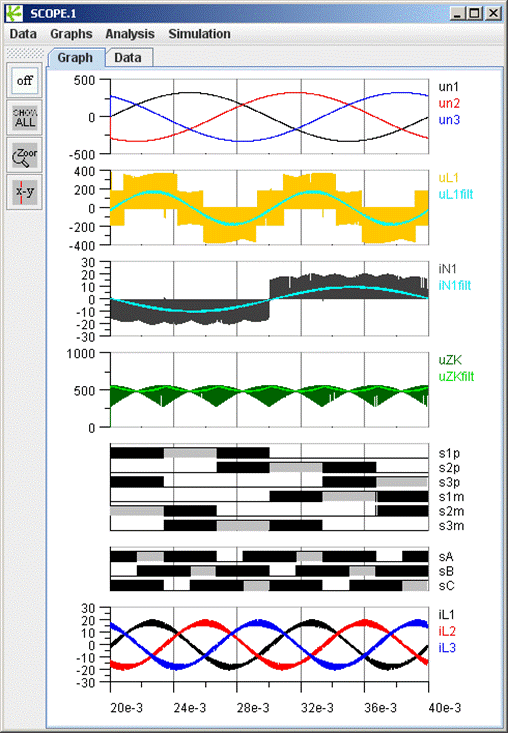 SCOPE.1
Data Graphs Analysis Simulation
Graph Data
off
SHOW
ALL
Zoom
x-y
500
0
-500
un1
un2
un3
400
200
0
-200
-400
uL1
uL1filt
30
20
10
0
-10
-20
-30
iN1
iN1filt
1000
500
0
uZK
uZKfilt
s1p
s2p
s3p
s1m
s2m
s3m
sA
sB
sC
30
20
10
0
-10
-20
-30
iL1
iL2
iL3
20e-3 24e-3 28e-3 32e-3 36e-3 40e-3